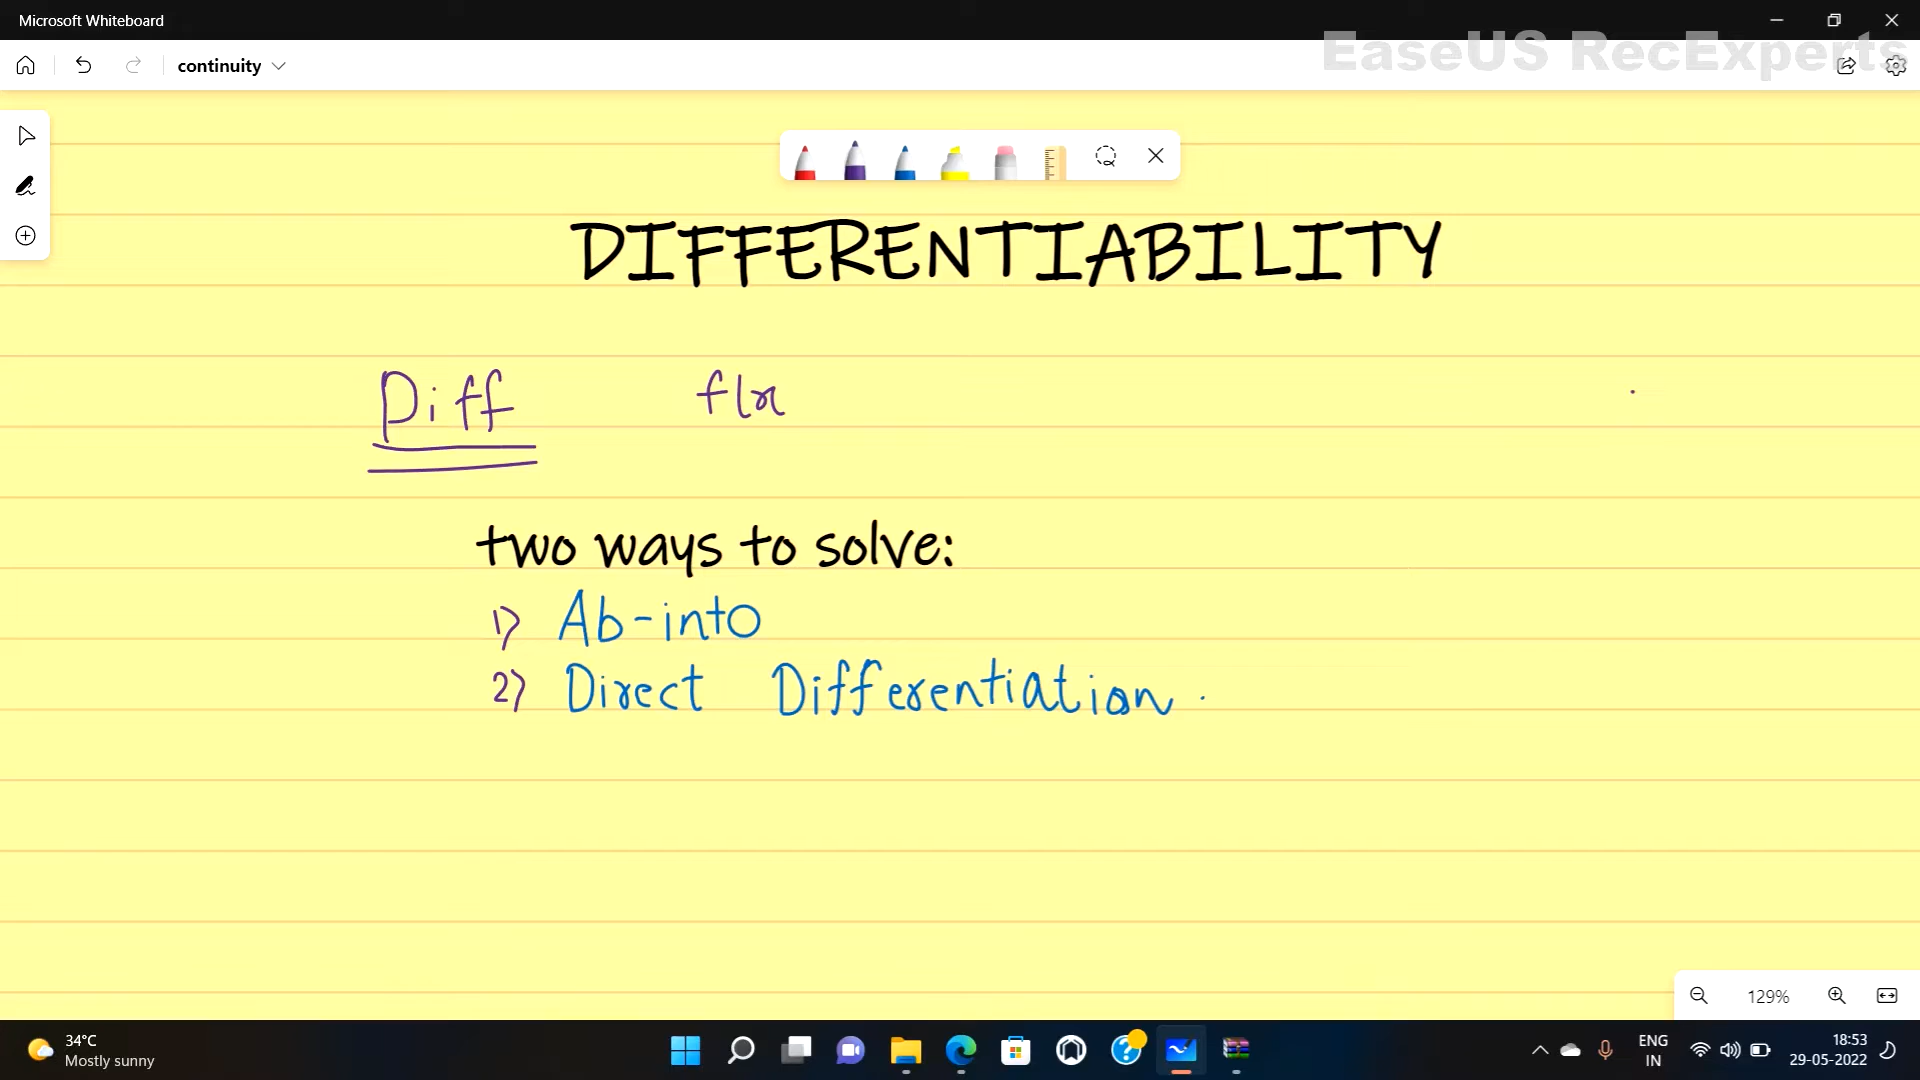 Microsoft Whiteboard
EaseUS RecExperts
continuity
DIFFERENTIABILITY
Diff f(x
two ways to solve:
1) Ab-into
2) Direct Differentiation .
129%
34°C
Mostly sunny
ENG
IN
18:53
29-05-2022